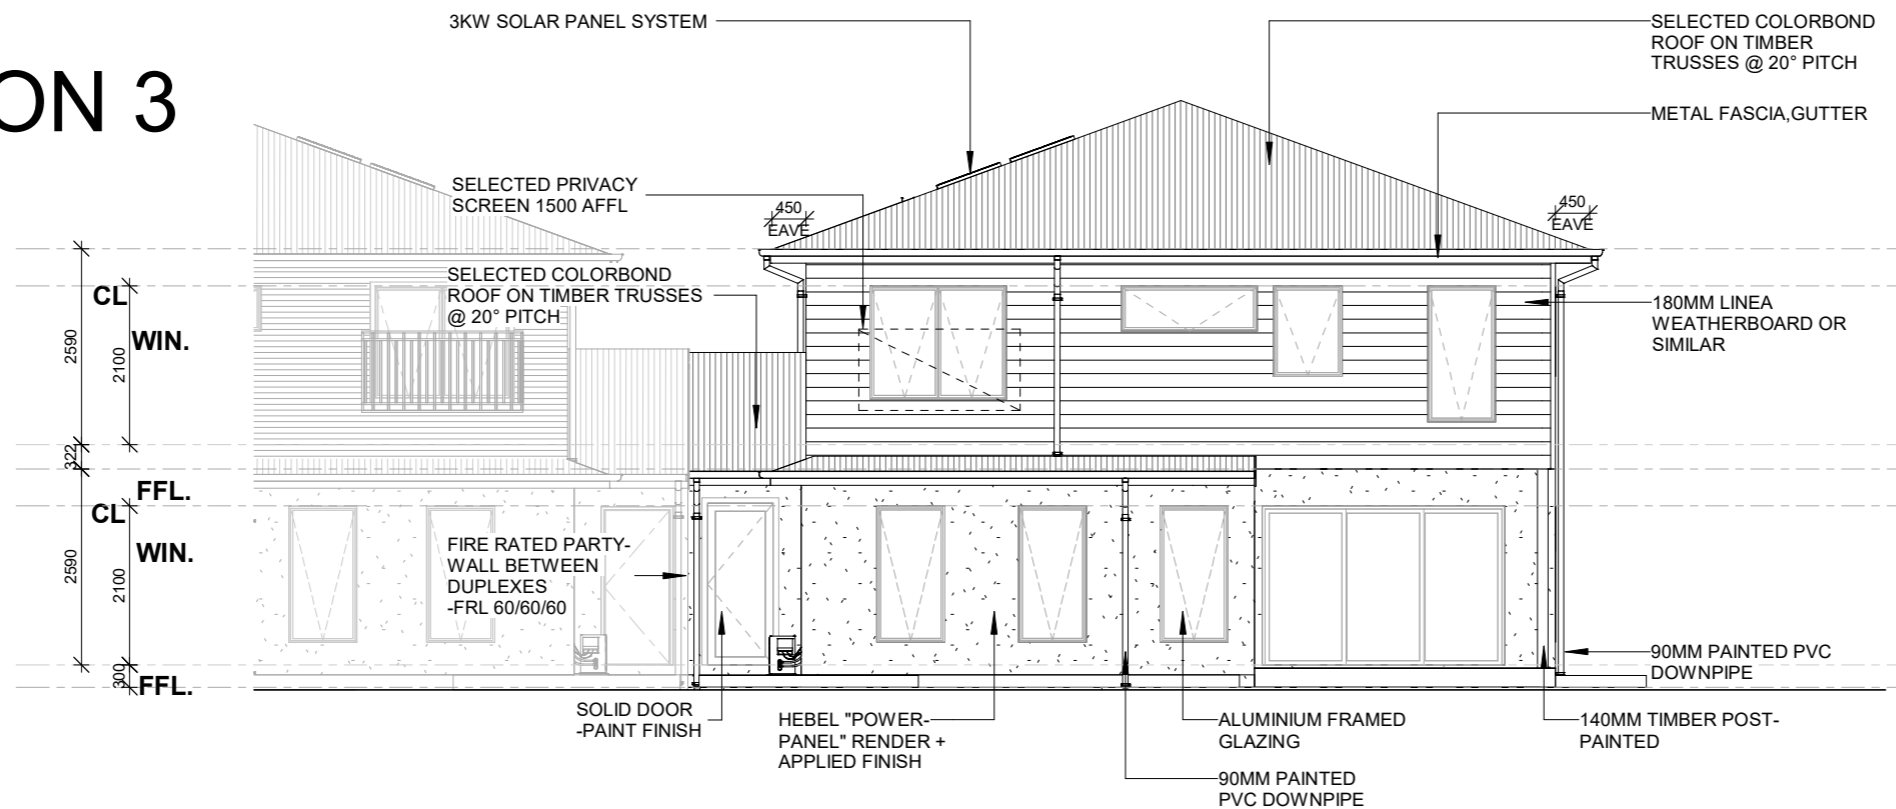 3KW SOLAR PANEL SYSTEM
SELECTED COLORBOND
ROOF ON TIMBER
TRUSSES @ 20° PITCH
ON 3
METAL FASCIA,GUTTER
SELECTED PRIVACY
SCREEN 1500 AFFL
450
EAVE
450
EAVE
SELECTED COLORBOND
ROOF ON TIMBER TRUSSES
@ 20° PITCH
180MM LINEA
WEATHERBOARD OR
SIMILAR
CL
WIN.
2590
2100
322
FFL.
CL
WIN.
2590
2100
300
FFL.
FIRE RATED PARTY-
WALL BETWEEN
DUPLEXES
-FRL 60/60/60
90MM PAINTED PVC
DOWNPIPE
SOLID DOOR
-PAINT FINISH
HEBEL "POWER-
PANEL" RENDER +
APPLIED FINISH
ALUMINIUM FRAMED
GLAZING
140MM TIMBER POST-
PAINTED
90MM PAINTED
PVC DOWNPIPE